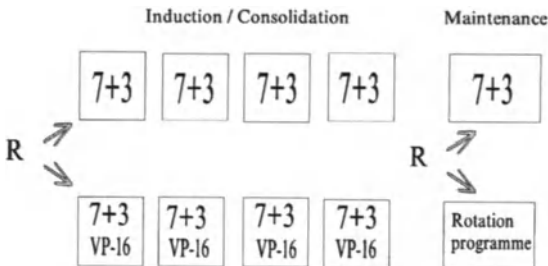 Induction / Consolidation Maintenance
7+3 7+3 7+3 7+3 7+3
R R
7+3 7+3 7+3 7+3 Rotation
VP-16 VP-16 VP-16 VP-16 programme